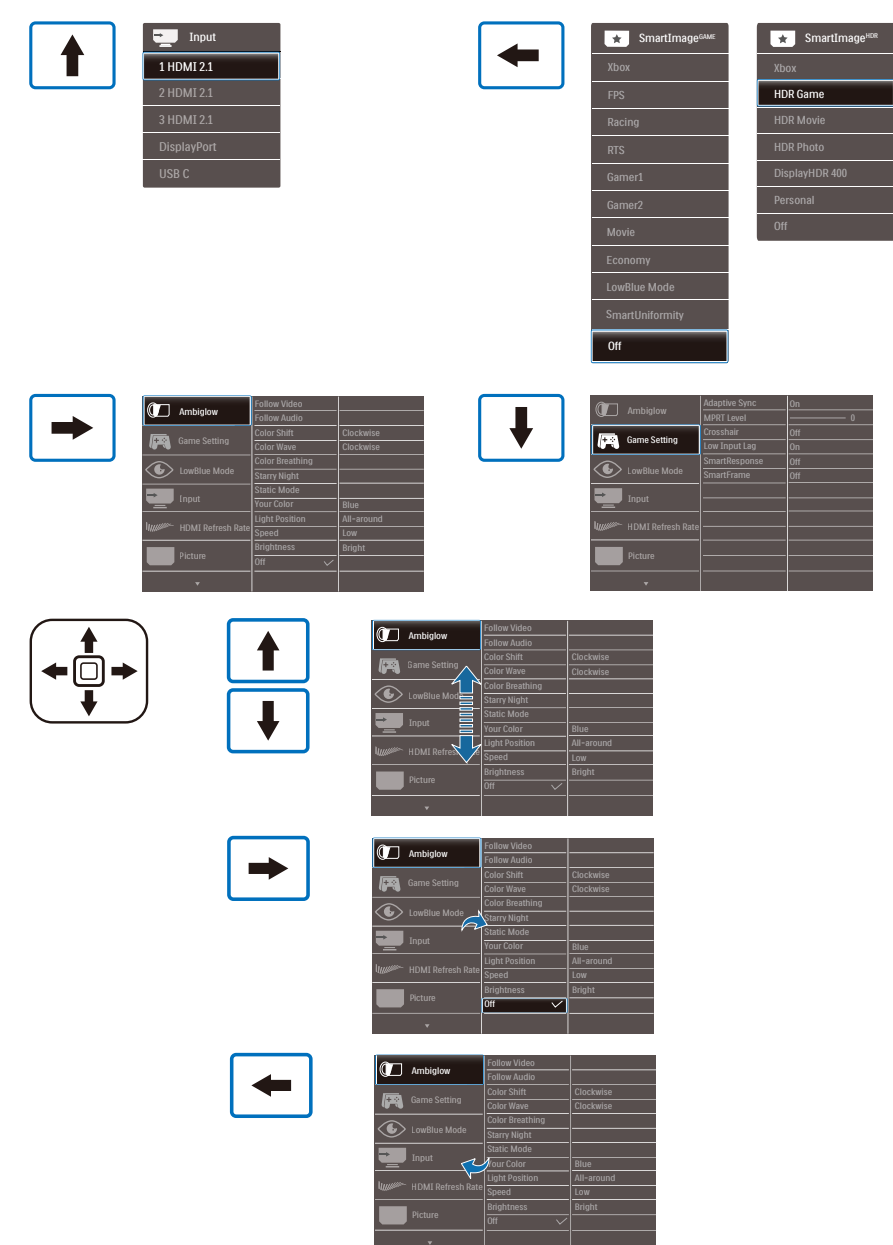 Input
1 HDMI 2.1
2 HDMI 2.1
3 HDMI 2.1
DisplayPort
USB C
SmartImageGAME
Xbox
FPS
Racing
RTS
Gamer1
Gamer2
Movie
Economy
LowBlue Mode
SmartUniformity
Off
SmartImageHDR
Xbox
HDR Game
HDR Movie
HDR Photo
DisplayHDR 400
Personal
Off
Ambiglow
Game Setting
LowBlue Mode
Input
HDMI Refresh Rate
Picture
Follow Video
Follow Audio
Color Shift Clockwise
Color Wave Clockwise
Color Breathing
Starry Night
Static Mode
Your Color Blue
Light Position All-around
Speed Low
Brightness Bright
Off
Ambiglow
Game Setting
LowBlue Mode
Input
HDMI Refresh Rate
Picture
Adaptive Sync On
MPRT Level 0
Crosshair Off
Low Input Lag On
SmartResponse Off
SmartFrame Off
Ambiglow
Game Setting
LowBlue Mode
Input
HDMI Refres
Picture
Follow Video
Follow Audio
Color Shift Clockwise
Color Wave Clockwise
Color Breathing
Starry Night
Static Mode
Your Color Blue
Light Position All-around
Speed Low
Brightness Bright
Off
Ambiglow
Game Setting
LowBlue Mode
Input
HDMI Refresh Rate
Picture
Follow Video
Follow Audio
Color Shift Clockwise
Color Wave Clockwise
Color Breathing
Starry Night
Static Mode
Your Color Blue
Light Position All-around
Speed Low
Brightness Bright
Off
Ambiglow
Game Setting
LowBlue Mode
Input
HDMI Refresh Rate
Picture
Follow Video
Follow Audio
Color Shift Clockwise
Color Wave Clockwise
Color Breathing
Starry Night
Static Mode
Your Color Blue
Light Position All-around
Speed Low
Brightness Bright
Off